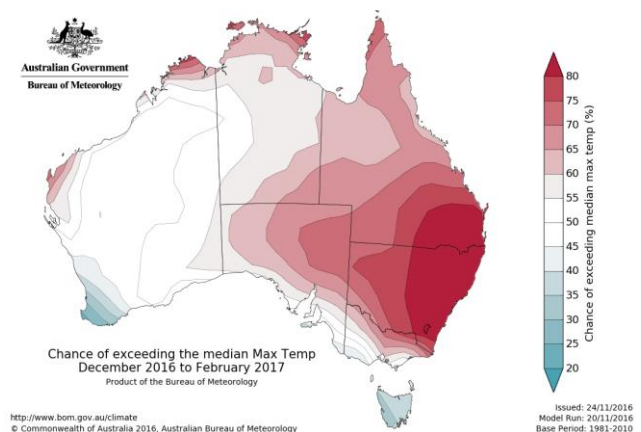 Australian Government
Bureau of Meteorology
80
75
70
65
60
55
50
45
40
35
30
25
20
Chance of exceeding median max temp (%)
Chance of exceeding the median Max Temp
December 2016 to February 2017
Product of the Bureau of Meteorology
http://www.bom.gov.au/climate
© Commonwealth of Australia 2016, Australian Bureau of Meteorology
Issued: 24/11/2016
Model Run: 20/11/2016
Base Period: 1981-2010